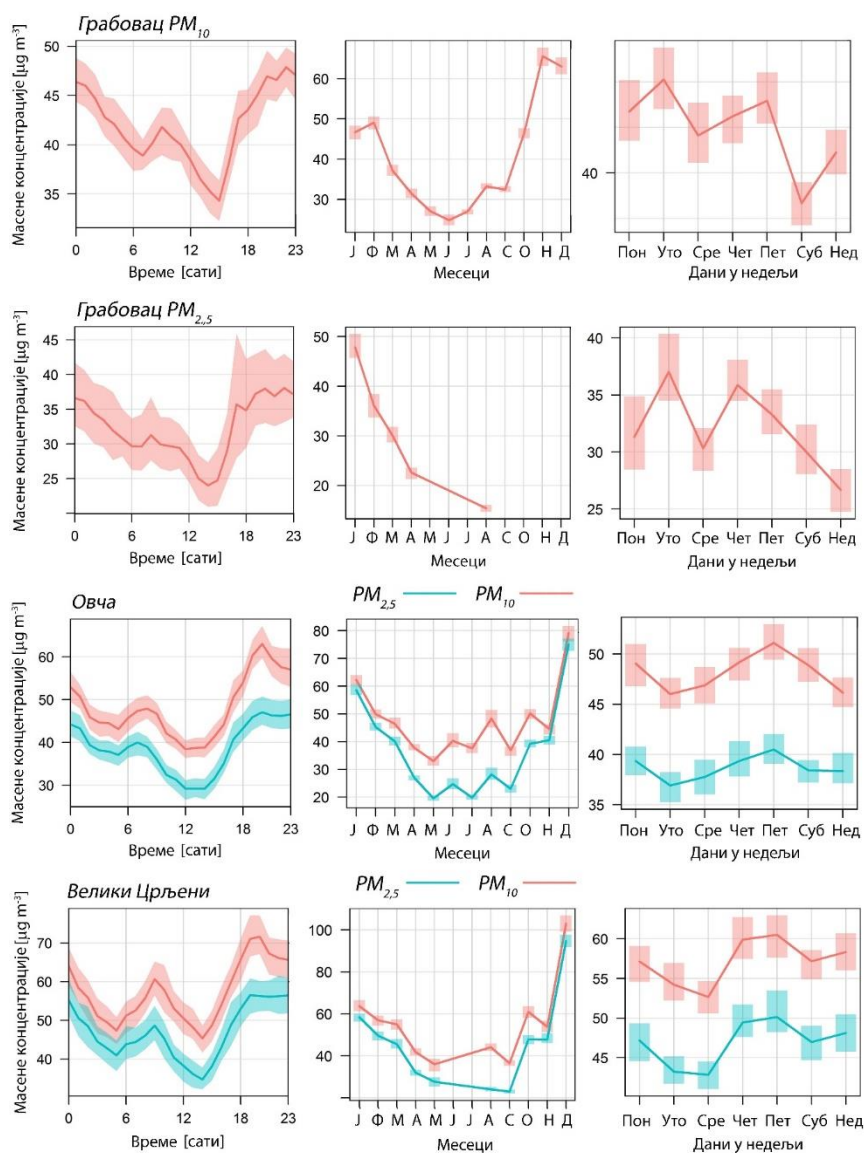 Грабовац PM10
Масене концентрације [μg m-3]
50
45
40
35
0 6 12 18 23
Време [сати]
60
50
40
30
Ј Ф М А М Ј Ј А С О Н Д
Месеци
40
Пон Уто Сре Чет Пет Суб Нед
Дани у недељи
Грабовац PM2,,5
Масене концентрације [μg m-3]
45
40
35
30
25
0 6 12 18 23
Време [сати]
50
40
30
20
Ј Ф М А М Ј Ј А С О Н Д
Месеци
40
35
30
25
Пон Уто Сре Чет Пет Суб Нед
Дани у недељи
Овча
PM2,5 PM10
Масене концентрације [μg m-3]
60
50
40
30
0 6 12 18 23
Време [сати]
80
70
60
50
40
30
20
Ј Ф М А М Ј Ј А С О Н Д
Месеци
50
45
40
35
Пон Уто Сре Чет Пет Суб Нед
Дани у недељи
Велики Црљени
PM2,5 PM10
Масене концентрације [μg m-3]
70
60
50
40
0 6 12 18 23
Време [сати]
100
80
60
40
Ј Ф М А М Ј Ј А С О Н Д
Месеци
60
55
50
45
Пон Уто Сре Чет Пет Суб Нед
Дани у недељи